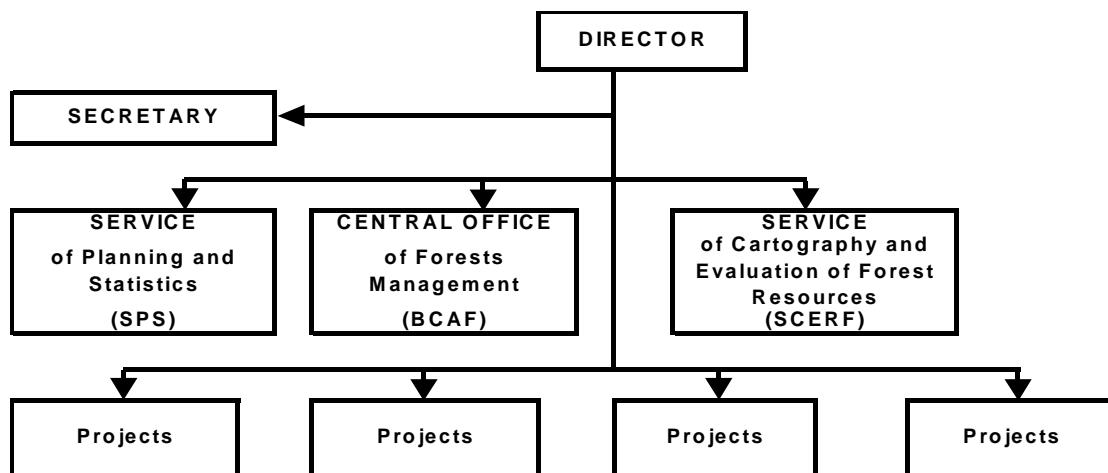 DIRECTOR
SECRETARY
SERVICE
of Planning and
Statistics
(SPS)
CENTRAL OFFICE
of Forests
Management
(BCAF)
SERVICE
of Cartography and
Evaluation of Forest
Resources
(SCERF)
Projects
Projects
Projects
Projects